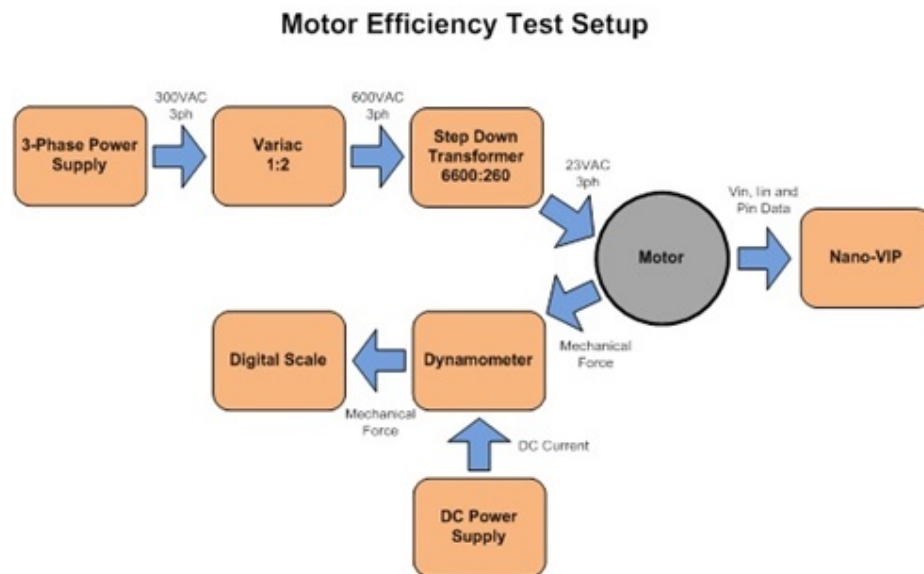 Motor Efficiency Test Setup
300VAC
3ph
600VAC
3ph
3-Phase Power
Supply
Variac
1:2
Step Down
Transformer
6600:260
23VAC
3ph
Vin, Iin and
Pin Data
Motor
Nano-VIP
Mechanical
Force
Digital Scale
Dynamometer
Mechanical
Force
DC Current
DC Power
Supply